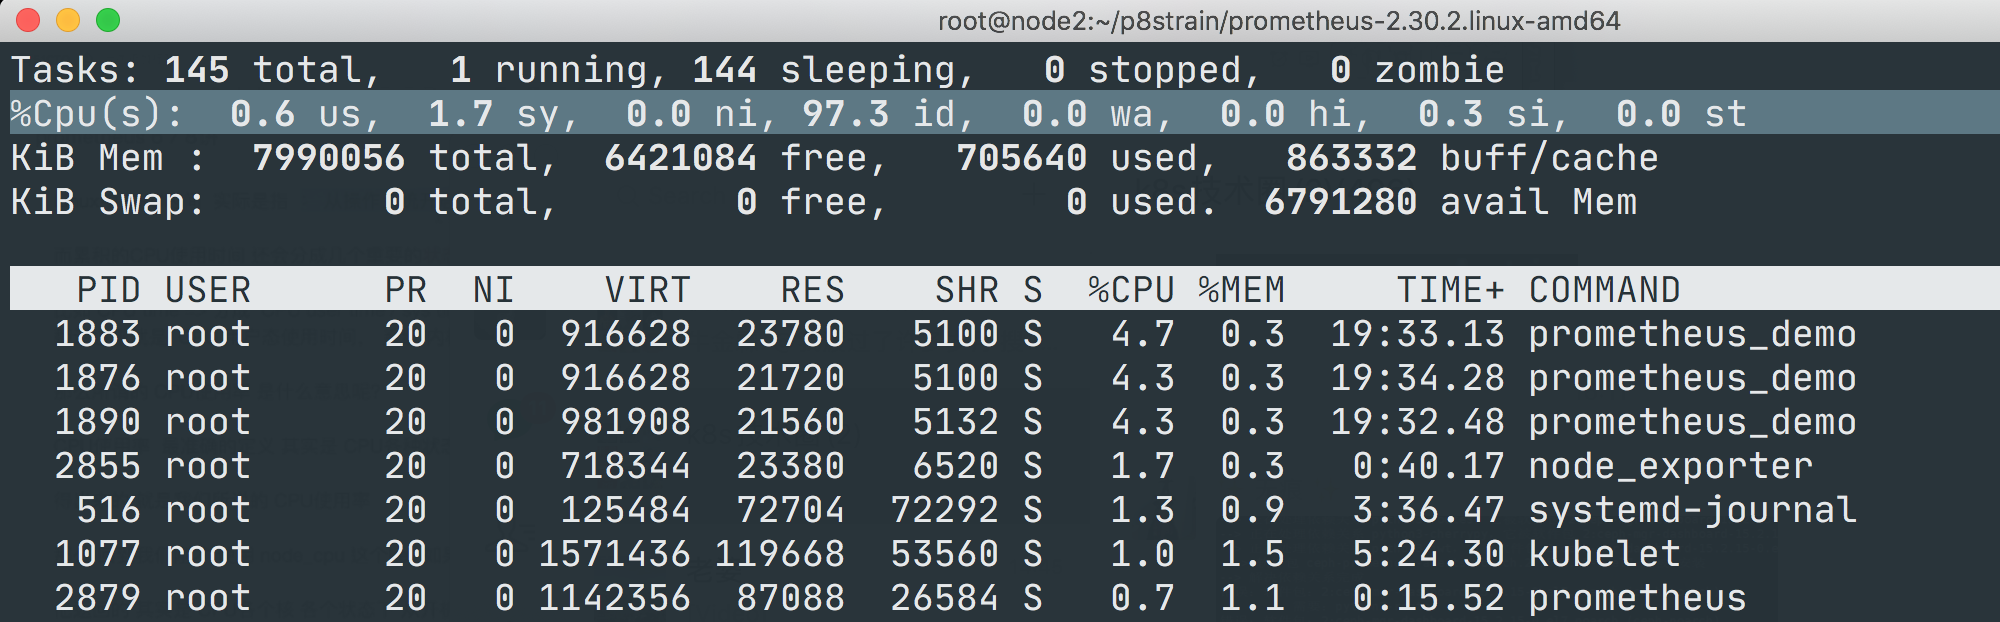 root@node2:~/p8strain/prometheus-2.30.2.linux-amd64
Tasks: 145 total,   1 running, 144 sleeping,   0 stopped,   0 zombie
%Cpu(s):  0.6 us,  1.7 sy,  0.0 ni, 97.3 id,  0.0 wa,  0.0 hi,  0.3 si,  0.0 st
KiB Mem :  7990056 total,  6421084 free,   705640 used,   863332 buff/cache
KiB Swap:        0 total,        0 free,        0 used.  6791280 avail Mem
   PID USER      PR  NI    VIRT    RES    SHR S  %CPU %MEM     TIME+ COMMAND
  1883 root      20   0  916628  23780   5100 S   4.7  0.3  19:33.13 prometheus_demo
  1876 root      20   0  916628  21720   5100 S   4.3  0.3  19:34.28 prometheus_demo
  1890 root      20   0  981908  21560   5132 S   4.3  0.3  19:32.48 prometheus_demo
  2855 root      20   0  718344  23380   6520 S   1.7  0.3   0:40.17 node_exporter
   516 root      20   0  125484  72704  72292 S   1.3  0.9   3:36.47 systemd-journal
  1077 root      20   0 1571436 119668  53560 S   1.0  1.5   5:24.30 kubelet
  2879 root      20   0 1142356  87088  26584 S   0.7  1.1   0:15.52 prometheus